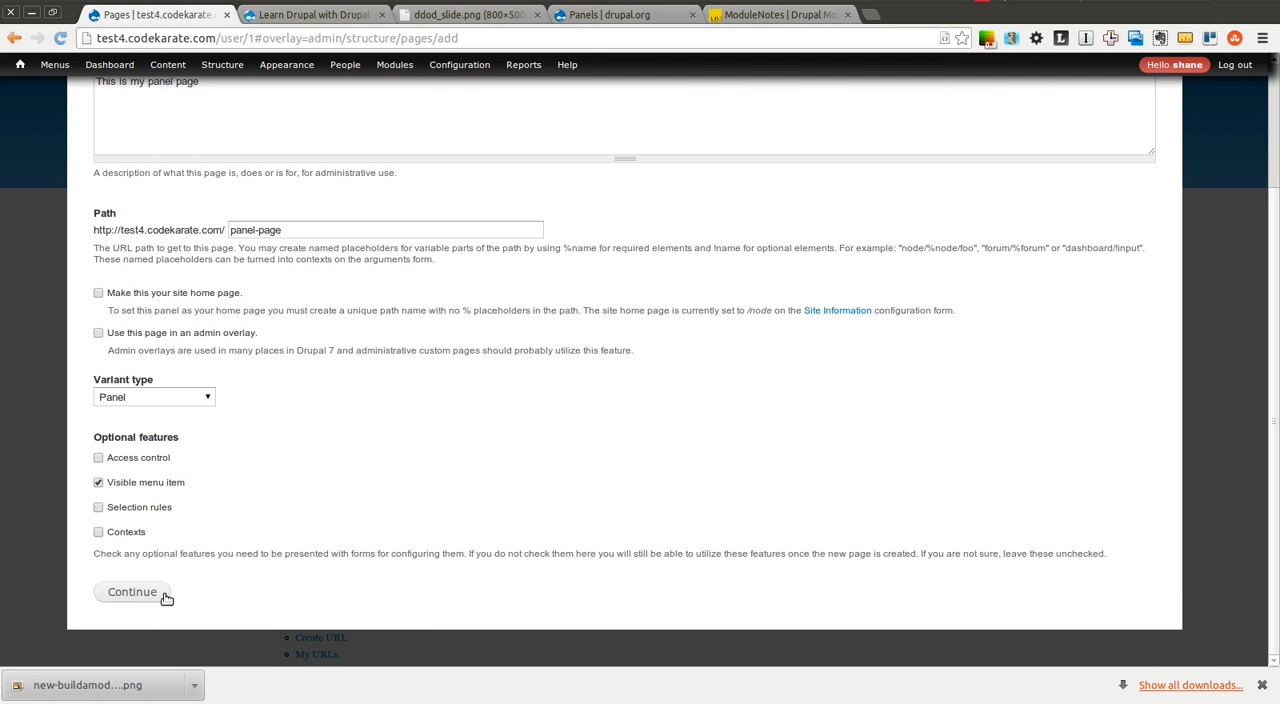 Pages | test4.codekarate.
Learn Drupal with Drupal
ddod_slide.png (800×500
Panels | drupal.org
ModuleNotes | Drupal Mo
test4.codekarate.com/user/1#overlay=admin/structure/pages/add
Menus Dashboard Content Structure Appearance People Modules Configuration Reports Help Hello shane Log out
This is my panel page
A description of what this page is, does or is for, for administrative use.
Path
http://test4.codekarate.com/ panel-page
The URL path to get to this page. You may create named placeholders for variable parts of the path by using %name for required elements and !name for optional elements. For example: "node/%node/foo", "forum/%forum" or "dashboard/!input".
These named placeholders can be turned into contexts on the arguments form.
Make this your site home page.
To set this panel as your home page you must create a unique path name with no % placeholders in the path. The site home page is currently set to /node on the Site Information configuration form.
Use this page in an admin overlay.
Admin overlays are used in many places in Drupal 7 and administrative custom pages should probably utilize this feature.
Variant type
Panel
Optional features
Access control
Visible menu item
Selection rules
Contexts
Check any optional features you need to be presented with forms for configuring them. If you do not check them here you will still be able to utilize these features once the new page is created. If you are not sure, leave these unchecked.
Continue
Create URL
My URLs
new-buildamod....png
Show all downloads...